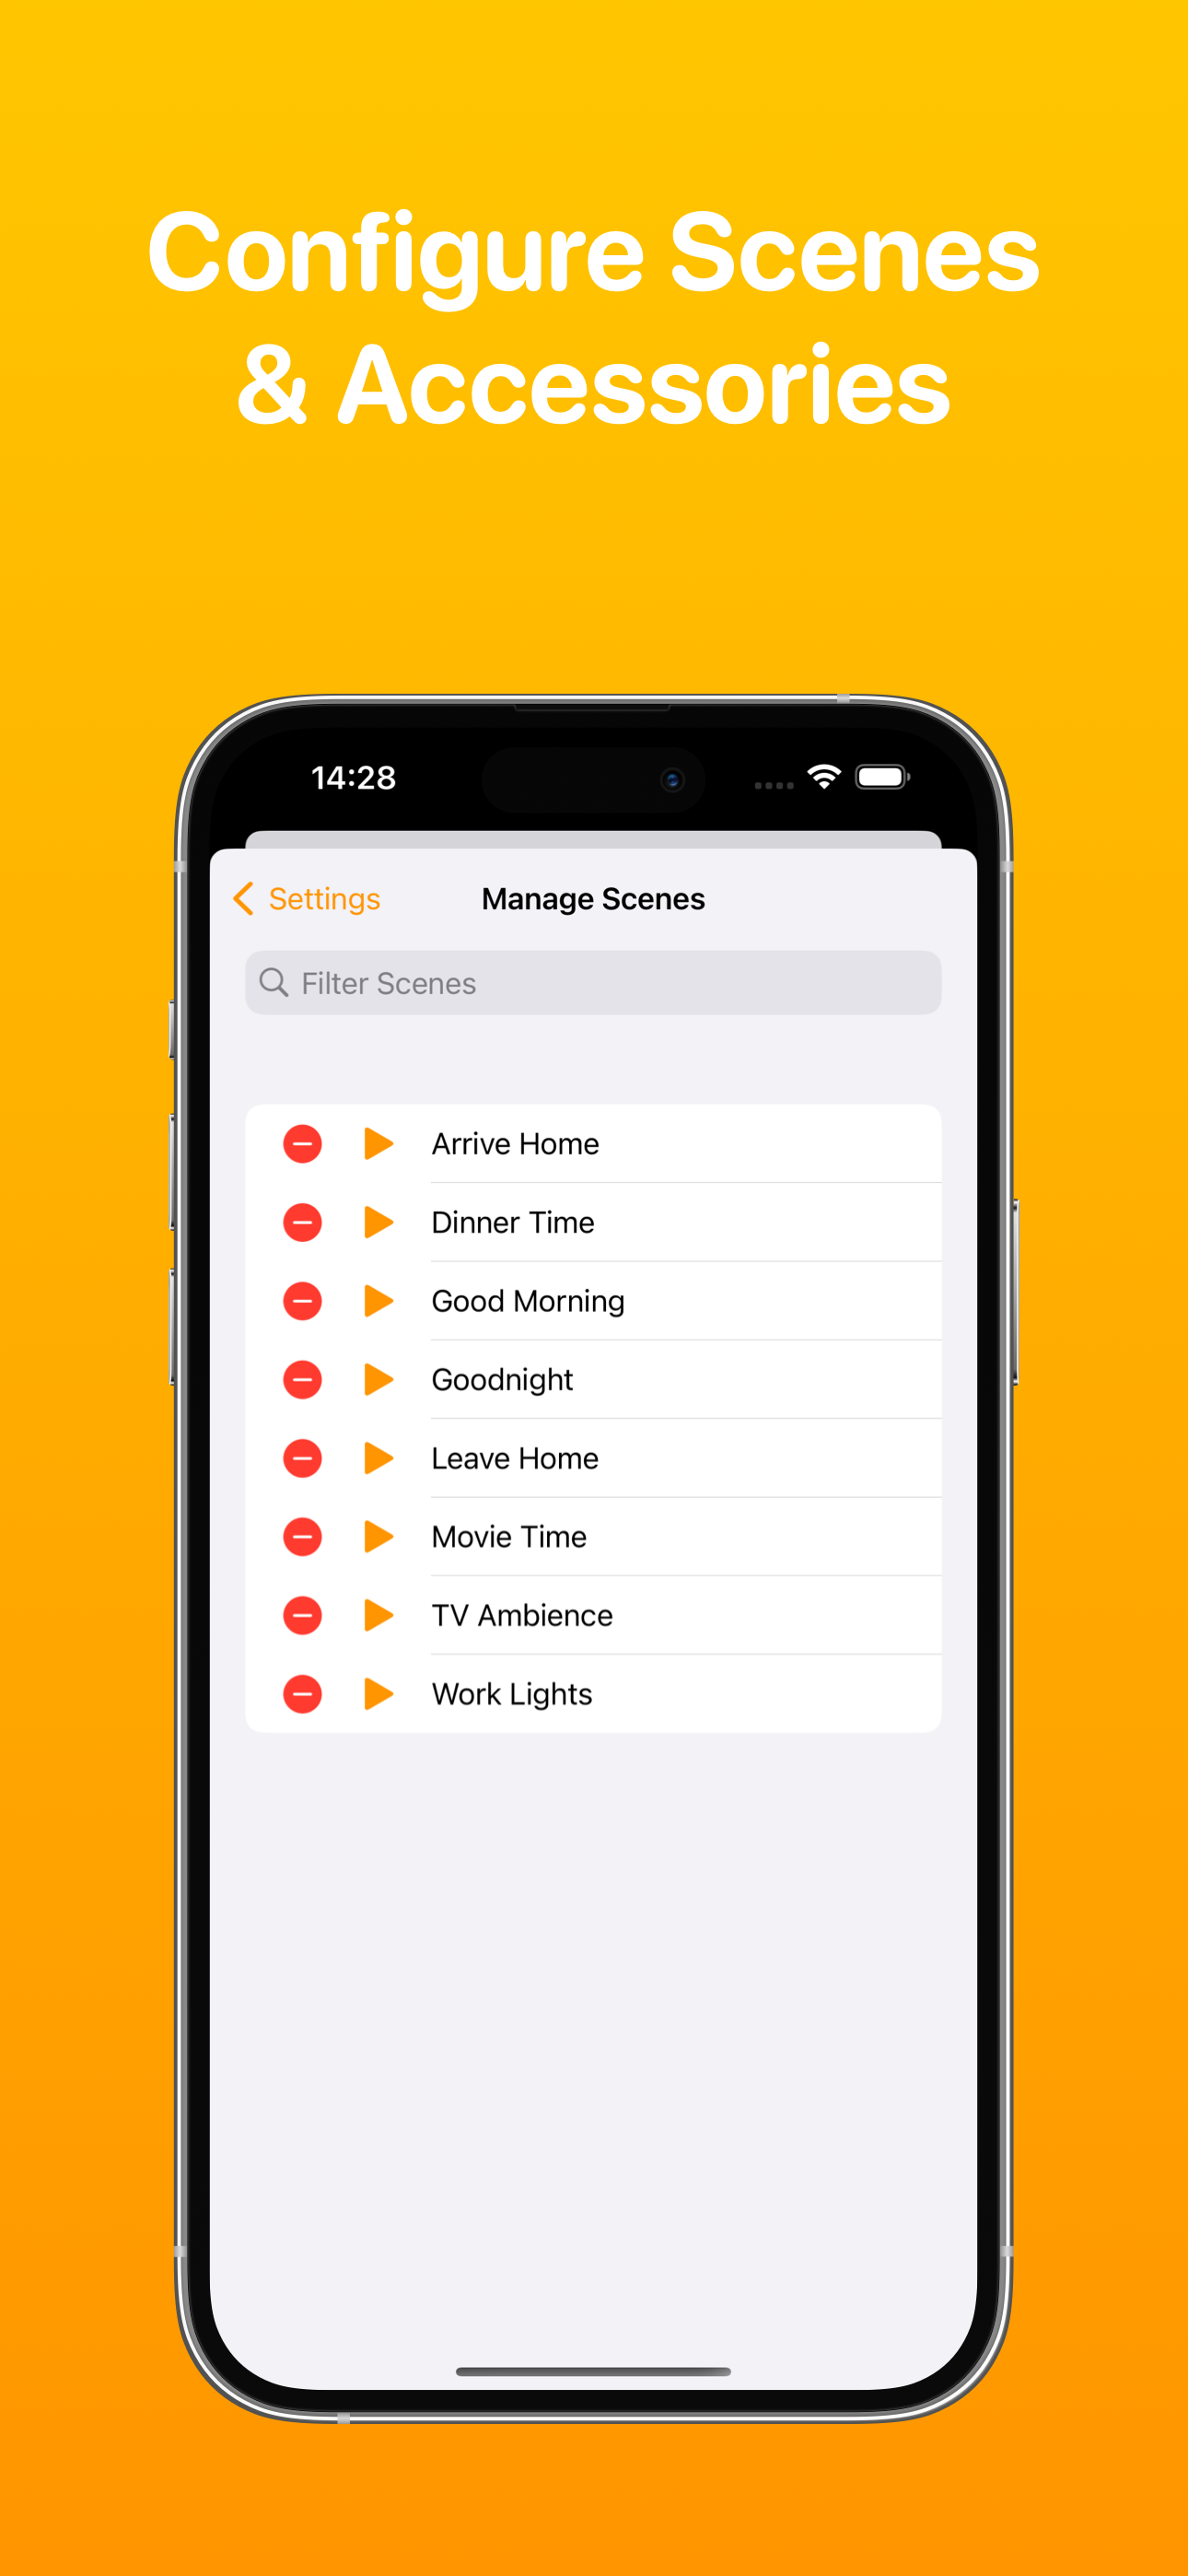 Configure Scenes
& Accessories
14:28
Settings
Manage Scenes
Filter Scenes
Arrive Home
Dinner Time
Good Morning
Goodnight
Leave Home
Movie Time
TV Ambience
Work Lights